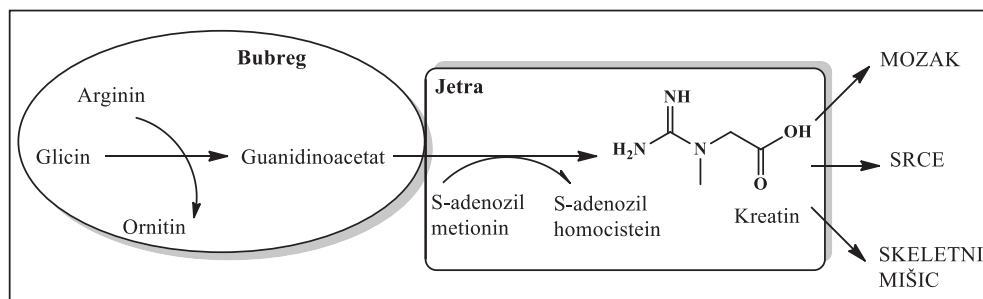 Bubreg
Arginin
Glicin
Guanidinoacetat
Ornitin
Jetra
S-adenozil
metionin
S-adenozil
homocistein
NH
H₂N
N
OH
O
Kreatin
MOZAK
SRCE
SKELETNI
MIŠIC